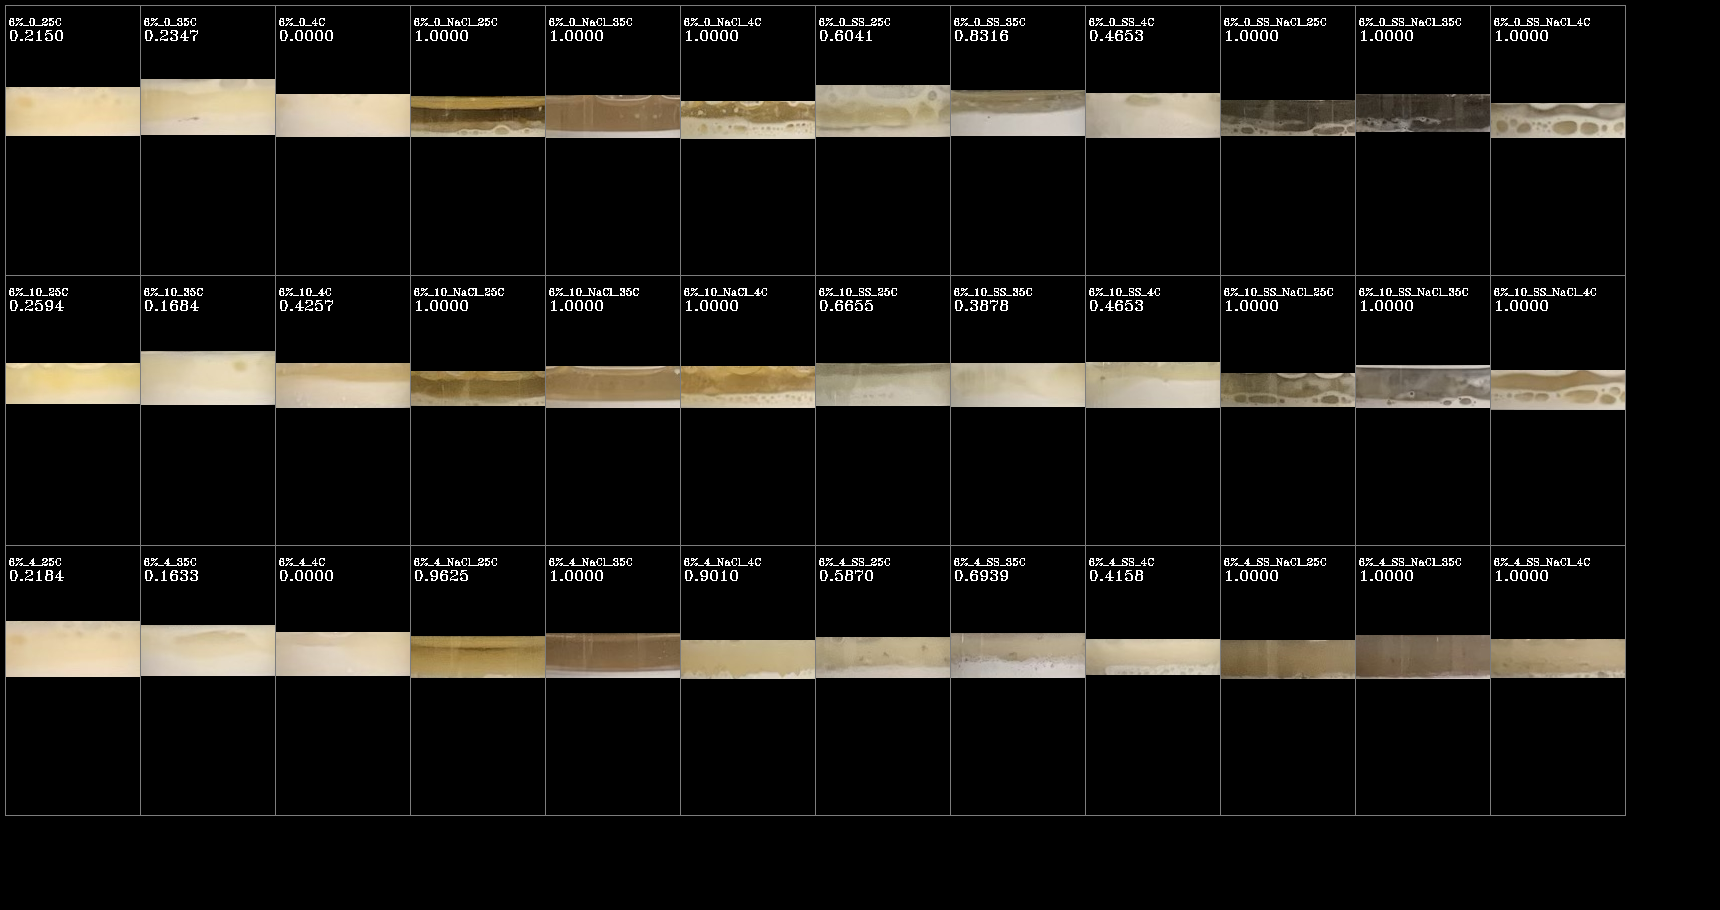 6%_0_25C
0.2150
6%_0_35C
0.2347
6%_0_4C
0.0000
6%_0_NaCl_25C
1.0000
6%_0_NaCl_35C
1.0000
6%_0_NaCl_4C
1.0000
6%_0_SS_25C
0.6041
6%_0_SS_35C
0.8316
6%_0_SS_4C
0.4653
6%_0_SS_NaCl_25C
1.0000
6%_0_SS_NaCl_35C
1.0000
6%_0_SS_NaCl_4C
1.0000
6%_10_25C
0.2594
6%_10_35C
0.1684
6%_10_4C
0.4257
6%_10_NaCl_25C
1.0000
6%_10_NaCl_35C
1.0000
6%_10_NaCl_4C
1.0000
6%_10_SS_25C
0.6655
6%_10_SS_35C
0.3878
6%_10_SS_4C
0.4653
6%_10_SS_NaCl_25C
1.0000
6%_10_SS_NaCl_35C
1.0000
6%_10_SS_NaCl_4C
1.0000
6%_4_25C
0.2184
6%_4_35C
0.1633
6%_4_4C
0.0000
6%_4_NaCl_25C
0.9625
6%_4_NaCl_35C
1.0000
6%_4_NaCl_4C
0.9010
6%_4_SS_25C
0.5870
6%_4_SS_35C
0.6939
6%_4_SS_4C
0.4158
6%_4_SS_NaCl_25C
1.0000
6%_4_SS_NaCl_35C
1.0000
6%_4_SS_NaCl_4C
1.0000